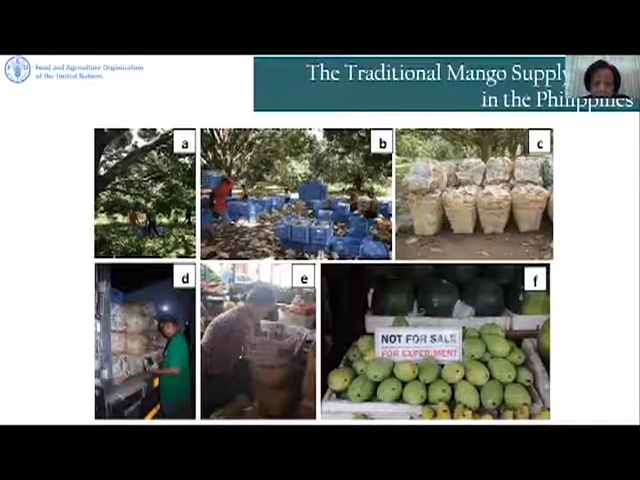 Food and Agriculture Organization
of the United Nations
The Traditional Mango Supply
in the Philippines
a
b
c
d
e
f
NOT FOR SALE
FOR EXPERIMENT